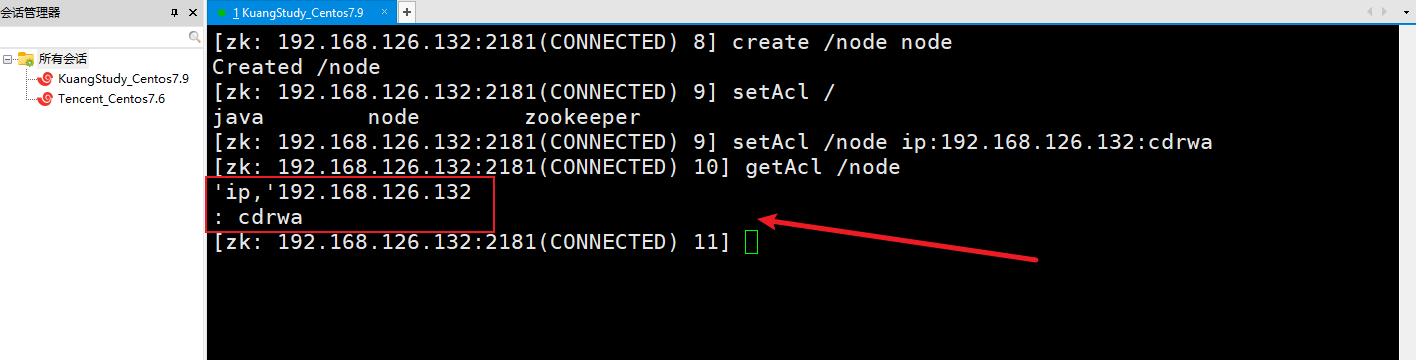 会话管理器
所有会话
KuangStudy_Centos7.9
Tencent_Centos7.6
1 KuangStudy_Centos7.9
[zk: 192.168.126.132:2181(CONNECTED) 8] create /node node
Created /node
[zk: 192.168.126.132:2181(CONNECTED) 9] setAcl /
java node zookeeper
[zk: 192.168.126.132:2181(CONNECTED) 9] setAcl /node ip:192.168.126.132:cdrwa
[zk: 192.168.126.132:2181(CONNECTED) 10] getAcl /node
'ip,'192.168.126.132
: cdrwa
[zk: 192.168.126.132:2181(CONNECTED) 11]